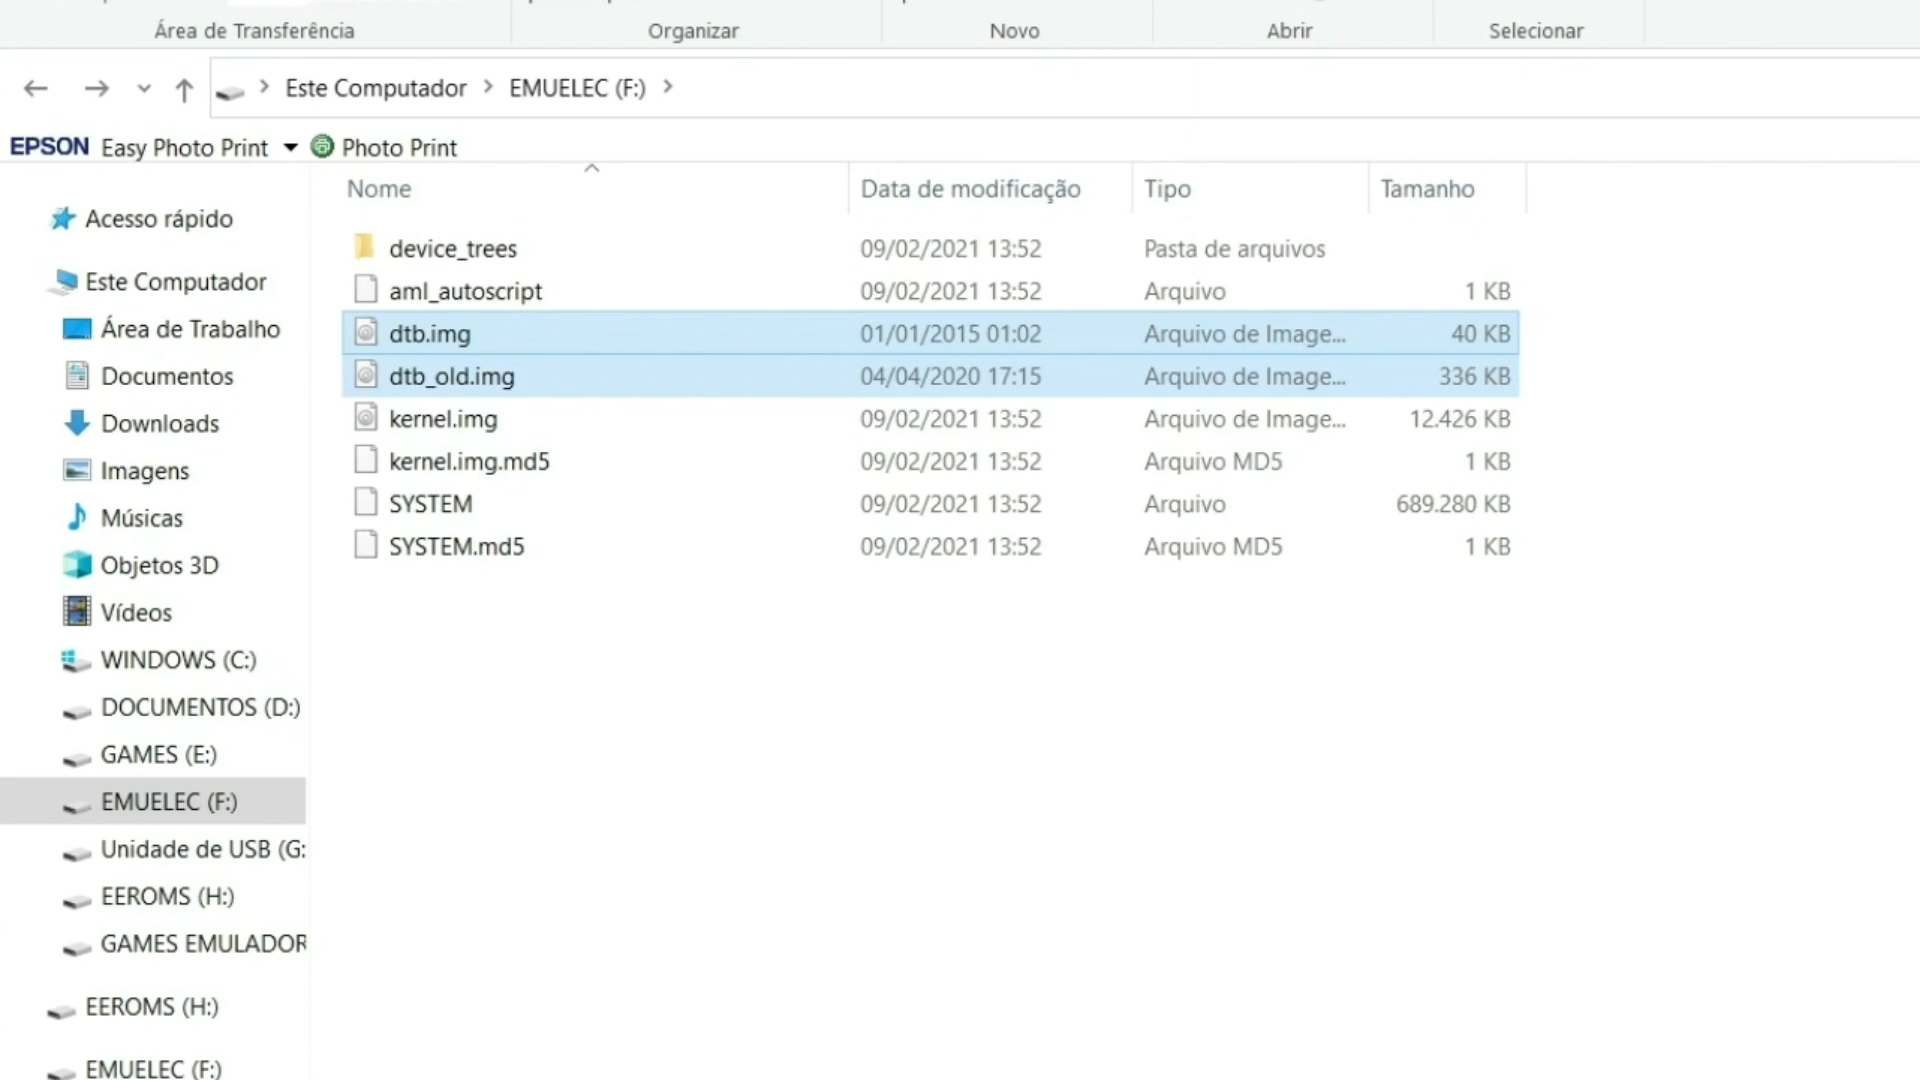 Área de Transferência Organizar Novo Abrir Selecionar
Este Computador EMUELEC (F:)
EPSON Easy Photo Print Photo Print
Nome Data de modificação Tipo Tamanho
device_trees 09/02/2021 13:52 Pasta de arquivos
aml_autoscript 09/02/2021 13:52 Arquivo 1 KB
dtb.img 01/01/2015 01:02 Arquivo de Image... 40 KB
dtb_old.img 04/04/2020 17:15 Arquivo de Image... 336 KB
kernel.img 09/02/2021 13:52 Arquivo de Image... 12.426 KB
kernel.img.md5 09/02/2021 13:52 Arquivo MD5 1 KB
SYSTEM 09/02/2021 13:52 Arquivo 689.280 KB
SYSTEM.md5 09/02/2021 13:52 Arquivo MD5 1 KB
Acesso rápido
Este Computador
Área de Trabalho
Documentos
Downloads
Imagens
Músicas
Objetos 3D
Vídeos
WINDOWS (C:)
DOCUMENTOS (D:)
GAMES (E:)
EMUELEC (F:)
Unidade de USB (G:
EEROMS (H:)
GAMES EMULADOR
EEROMS (H:)
EMUELEC (F:)